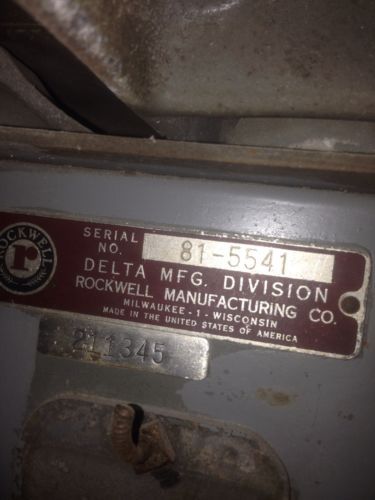 ROCKWELL
r
SERIAL NO. 81-5541
DELTA MFG. DIVISION
ROCKWELL MANUFACTURING CO.
MILWAUKEE - 1 - WISCONSIN
MADE IN THE UNITED STATES OF AMERICA
211345